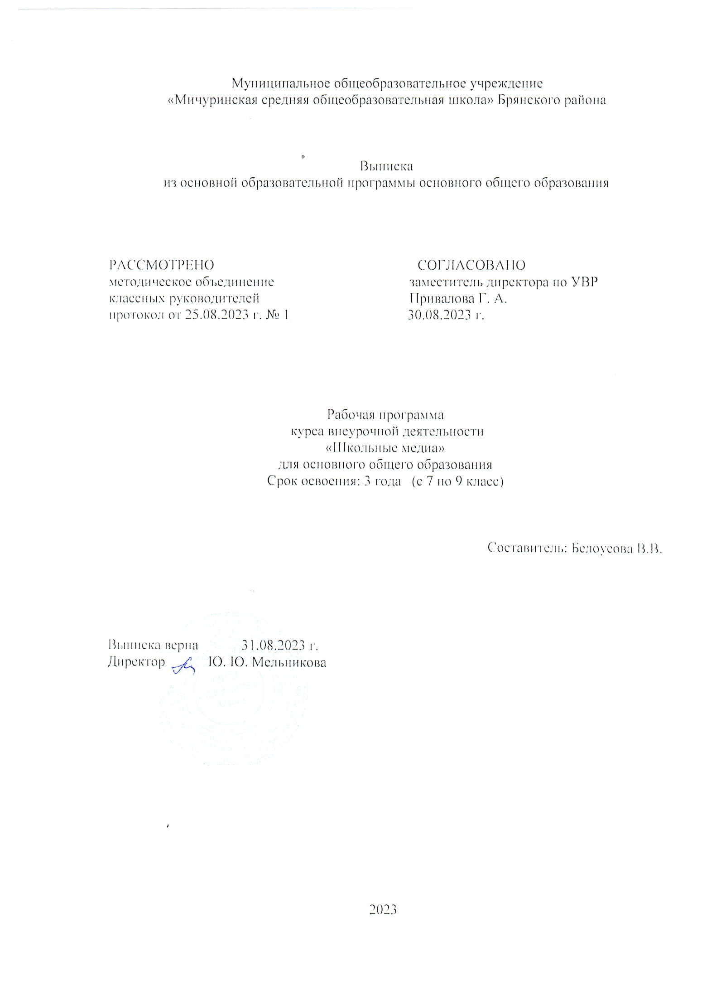 Муниципальное общеобразовательное учреждение
«Мичуринская средняя общеобразовательная школа» Брянского района
Выписка
из основной образовательной программы основного общего образования
РАССМОТРЕНО
методическое объединение
классных руководителей
протокол от 25.08.2023 г. № 1
СОГЛАСОВАНО
заместитель директора по УВР
Привалова Г. А.
30.08.2023 г.
Рабочая программа
курса внеурочной деятельности
«Школьные медиа»
для основного общего образования
Срок освоения: 3 года (с 7 по 9 класс)
Составитель: Белоусова В.В.
Выписка верна 31.08.2023 г.
Директор Ю. Ю. Мельникова
2023